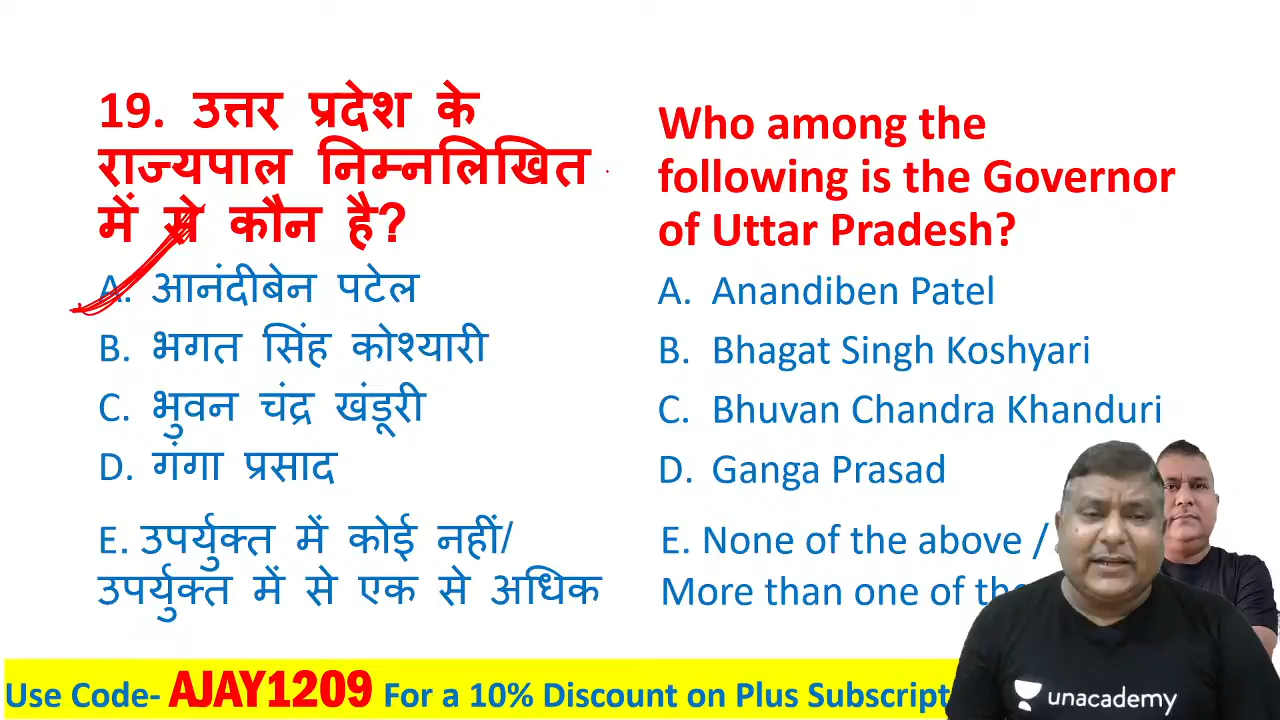 19. उत्तर प्रदेश के
राज्यपाल निम्नलिखित
में से कौन है?
A. आनंदीबेन पटेल
B. भगत सिंह कोश्यारी
C. भुवन चंद्र खंडूरी
D. गंगा प्रसाद
E. उपर्युक्त में कोई नहीं/
उपर्युक्त में से एक से अधिक
Who among the
following is the Governor
of Uttar Pradesh?
A. Anandiben Patel
B. Bhagat Singh Koshyari
C. Bhuvan Chandra Khanduri
D. Ganga Prasad
E. None of the above /
More than one of
Use Code- AJAY1209 For a 10% Discount on Plus
unacademy